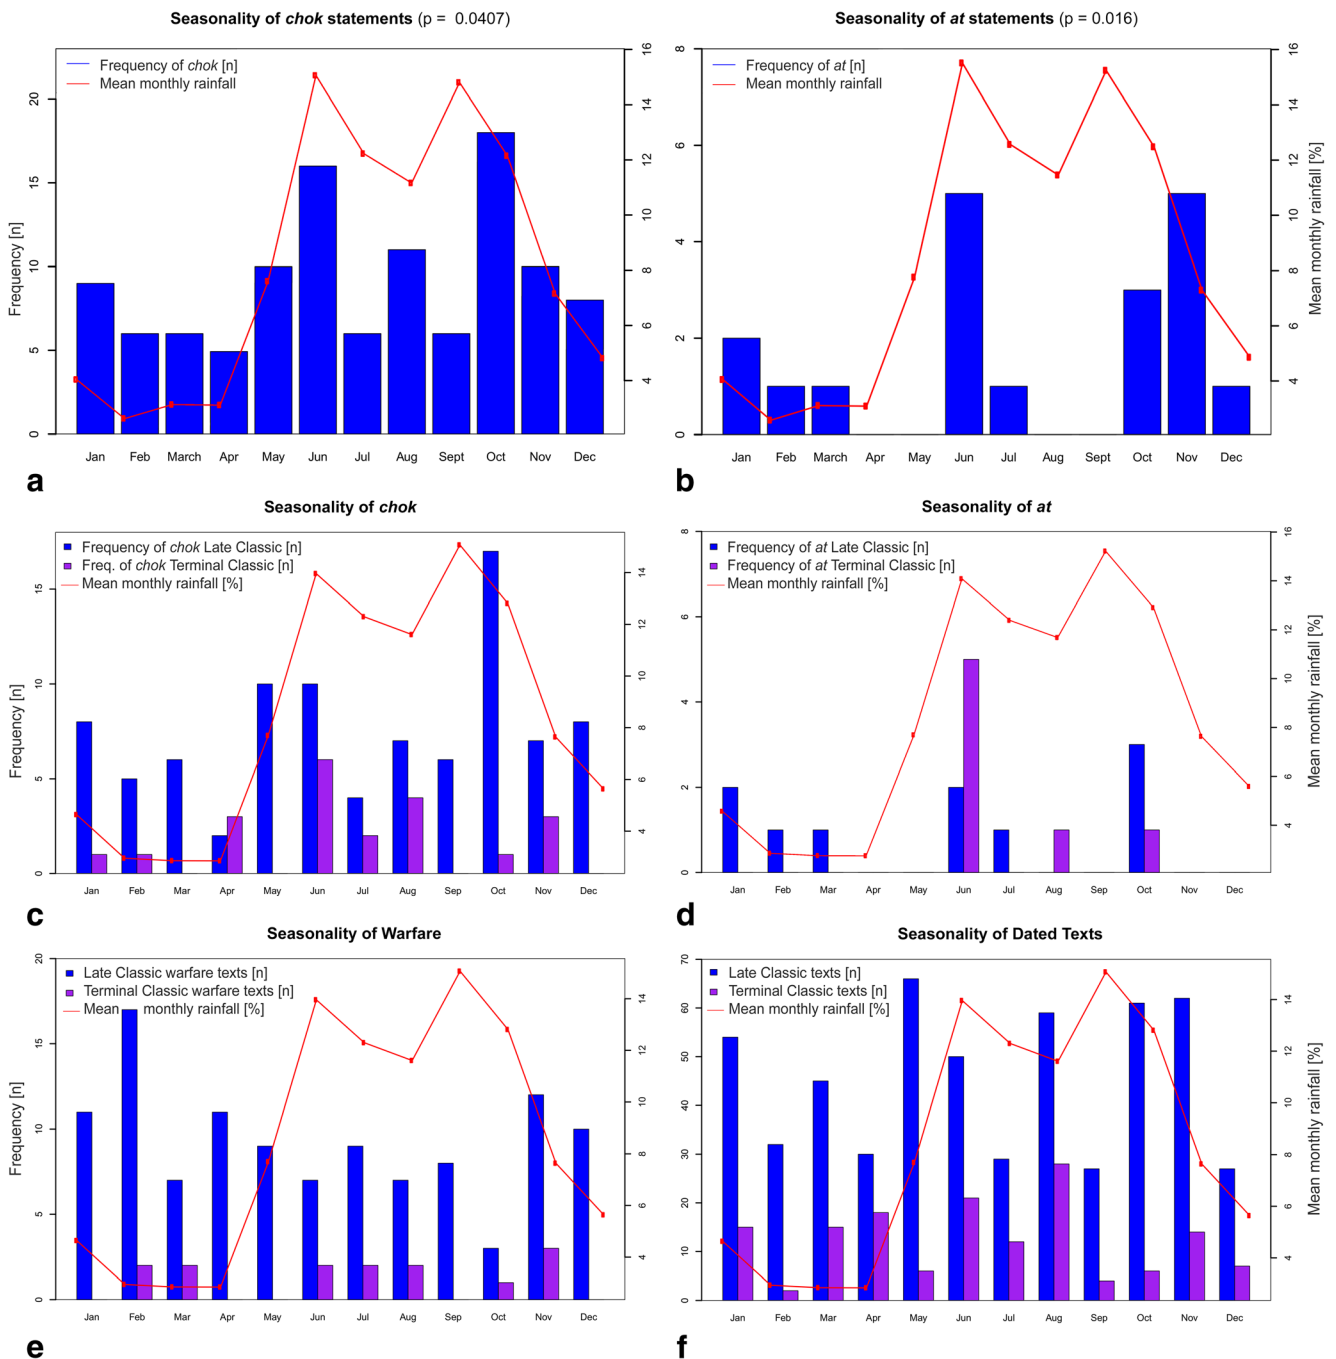 Seasonality of chok statements (p = 0.0407)
Frequency of chok [n]
Mean monthly rainfall
Frequency [n]
0 5 10 15 20
4 6 8 10 12 14 16
Jan Feb March Apr May Jun Jul Aug Sept Oct Nov Dec
a
Seasonality of at statements (p = 0.016)
Frequency of at [n]
Mean monthly rainfall
0 2 4 6 8
4 6 8 10 12 14 16
Mean monthly rainfall [%]
Jan Feb March Apr May Jun Jul Aug Sept Oct Nov Dec
b
Seasonality of chok
Frequency of chok Late Classic [n]
Freq. of chok Terminal Classic [n]
Mean monthly rainfall [%]
Frequency [n]
0 5 10 15
4 6 8 10 12 14
Jan Feb Mar Apr May Jun Jul Aug Sep Oct Nov Dec
c
Seasonality of at
Frequency of at Late Classic [n]
Frequency of at Terminal Classic [n]
Mean monthly rainfall [%]
0 2 4 6 8
4 6 8 10 12 14 16
Mean monthly rainfall [%]
Jan Feb Mar Apr May Jun Jul Aug Sep Oct Nov Dec
d
Seasonality of Warfare
Late Classic warfare texts [n]
Terminal Classic warfare texts [n]
Mean monthly rainfall [%]
Frequency [n]
0 5 10 15 20
4 6 8 10 12 14
Jan Feb Mar Apr May Jun Jul Aug Sep Oct Nov Dec
e
Seasonality of Dated Texts
Late Classic texts [n]
Terminal Classic texts [n]
Mean monthly rainfall [%]
0 10 20 30 40 50 60 70
4 6 8 10 12 14
Mean monthly rainfall [%]
Jan Feb Mar Apr May Jun Jul Aug Sep Oct Nov Dec
f